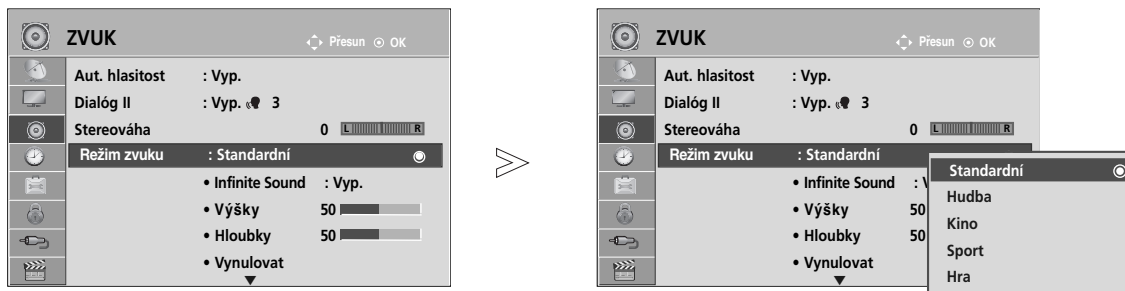 ZVUK
Přesun OK
Aut. hlasitost : Vyp.
Dialóg II : Vyp. 3
Stereováha 0 L R
Režim zvuku : Standardní
• Infinite Sound : Vyp.
• Výšky 50
• Hloubky 50
• Vynulovat
ZVUK
Přesun OK
Aut. hlasitost : Vyp.
Dialóg II : Vyp. 3
Stereováha 0 L R
Režim zvuku : Standardní
• Infinite Sound : V
• Výšky 50
• Hloubky 50
• Vynulovat
Standardní
Hudba
Kino
Sport
Hra